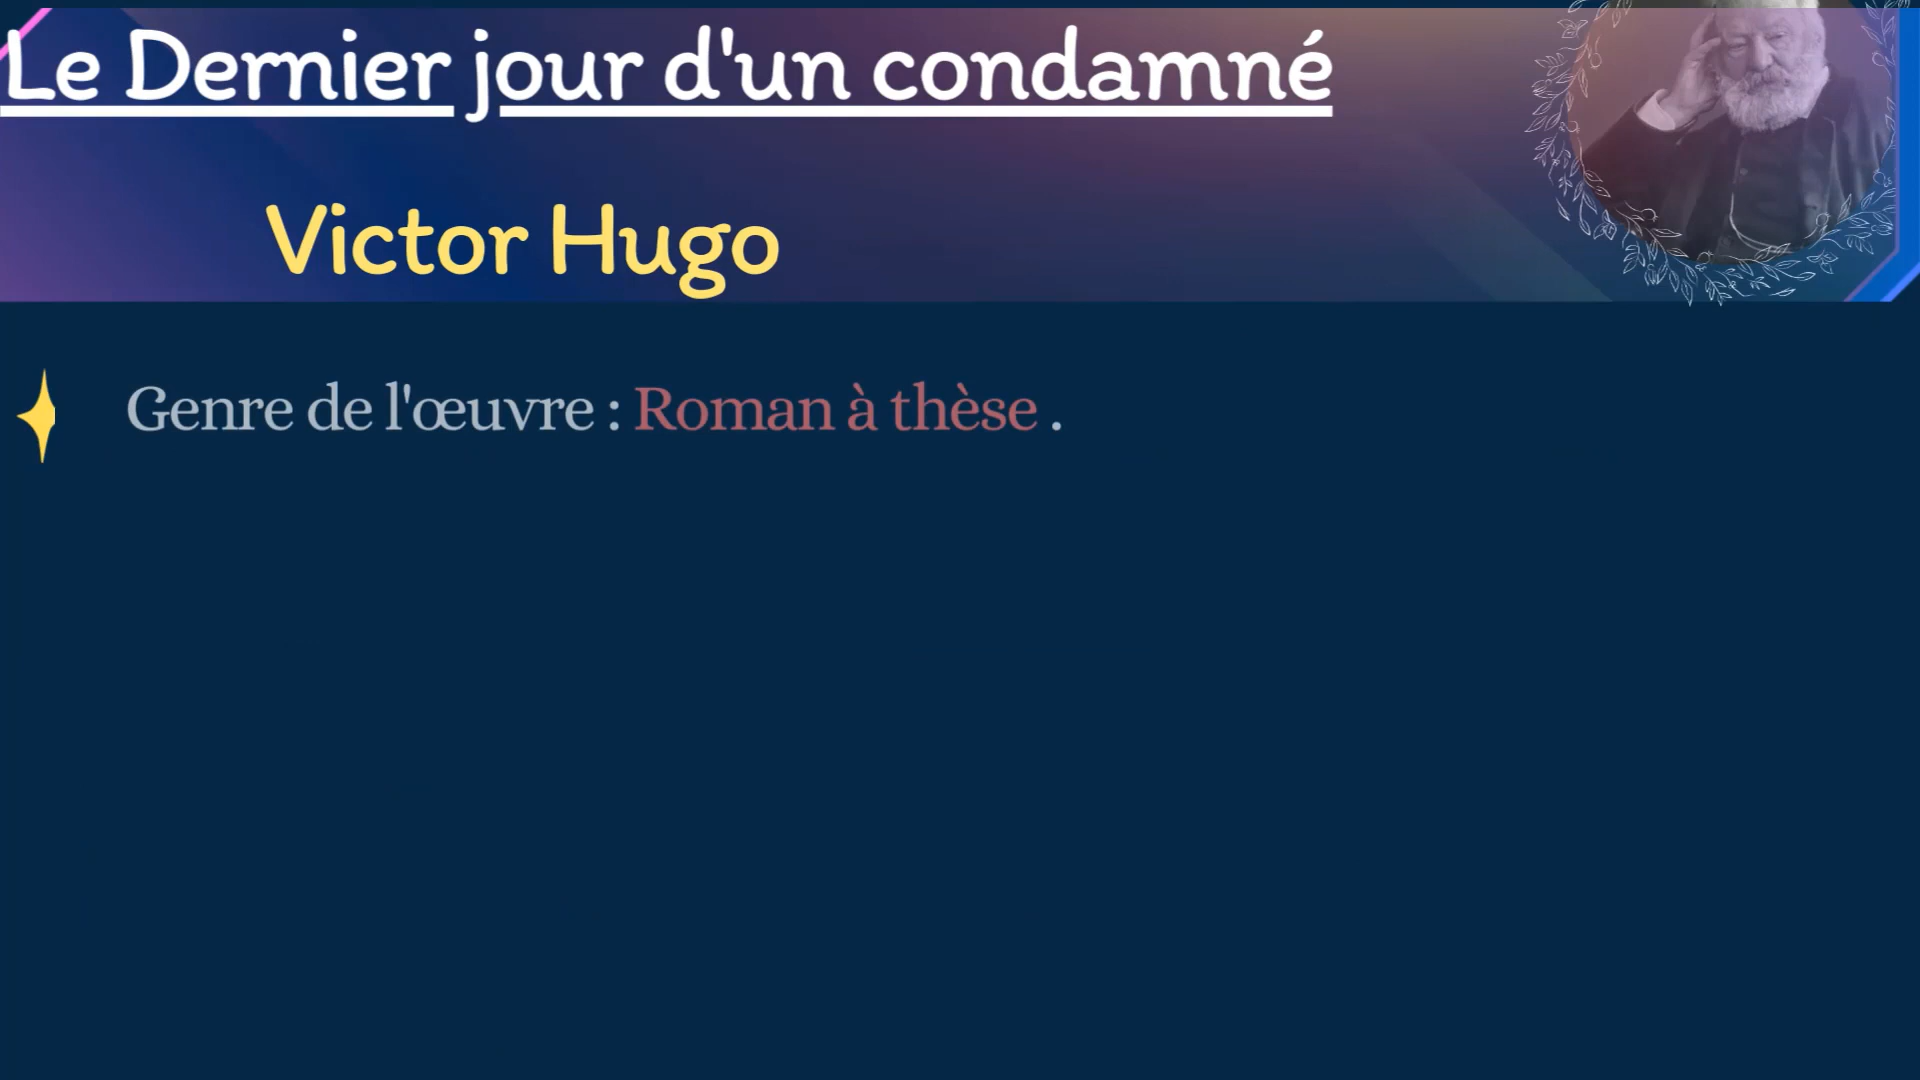 Le Dernier jour d'un condamné
Victor Hugo
Genre de l'œuvre : Roman à thèse .